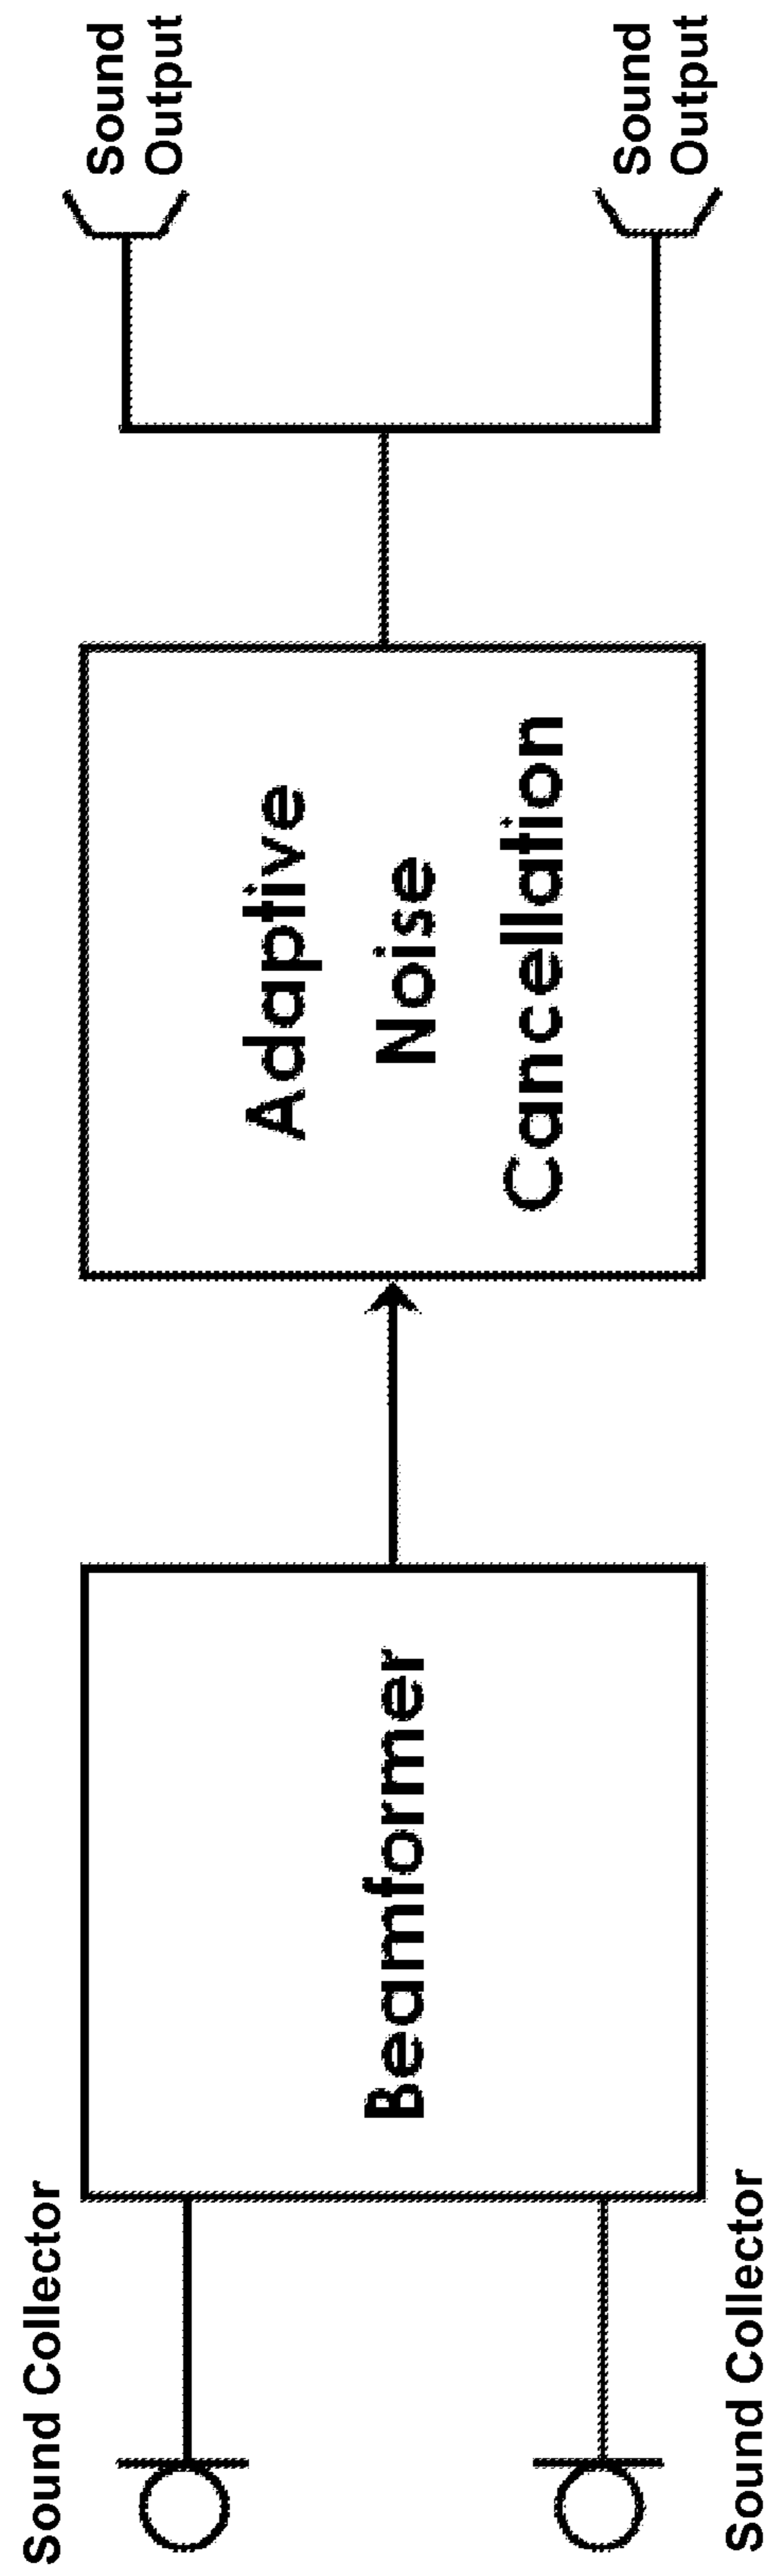 Sound Collector
Sound Collector
Beamformer
Adaptive
Noise
Cancellation
Sound
Output
Sound
Output